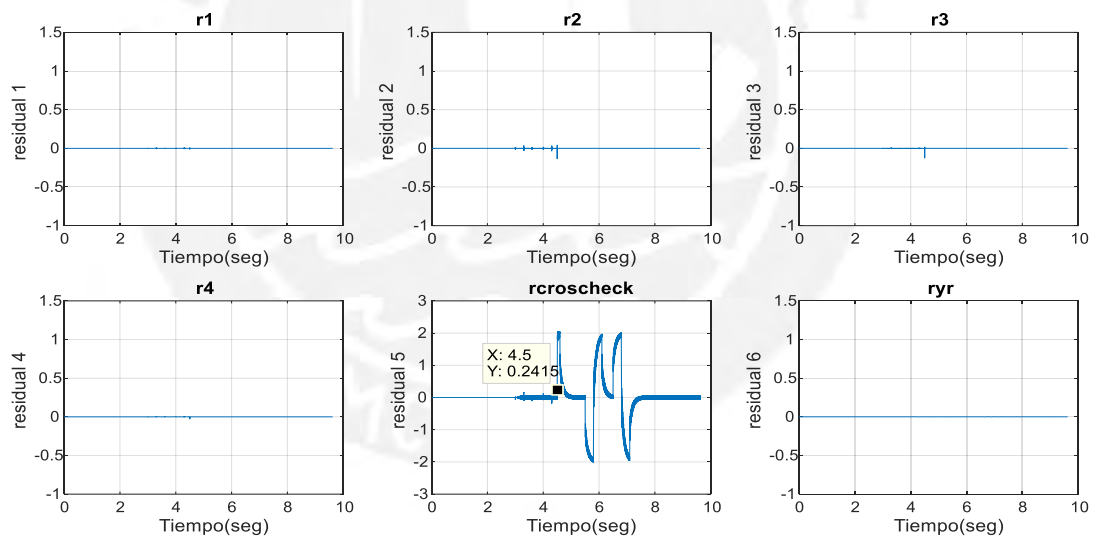 r1
1.5
1
0.5
0
-0.5
-1
0 2 4 6 8 10
residual 1
Tiempo(seg)
r2
1.5
1
0.5
0
-0.5
-1
0 2 4 6 8 10
residual 2
Tiempo(seg)
r3
1.5
1
0.5
0
-0.5
-1
0 2 4 6 8 10
residual 3
Tiempo(seg)
r4
1.5
1
0.5
0
-0.5
-1
0 2 4 6 8 10
residual 4
Tiempo(seg)
rcroscheck
3
2
1
0
-1
-2
-3
0 2 4 6 8 10
residual 5
X: 4.5
Y: 0.2415
Tiempo(seg)
ryr
1.5
1
0.5
0
-0.5
-1
0 2 4 6 8 10
residual 6
Tiempo(seg)